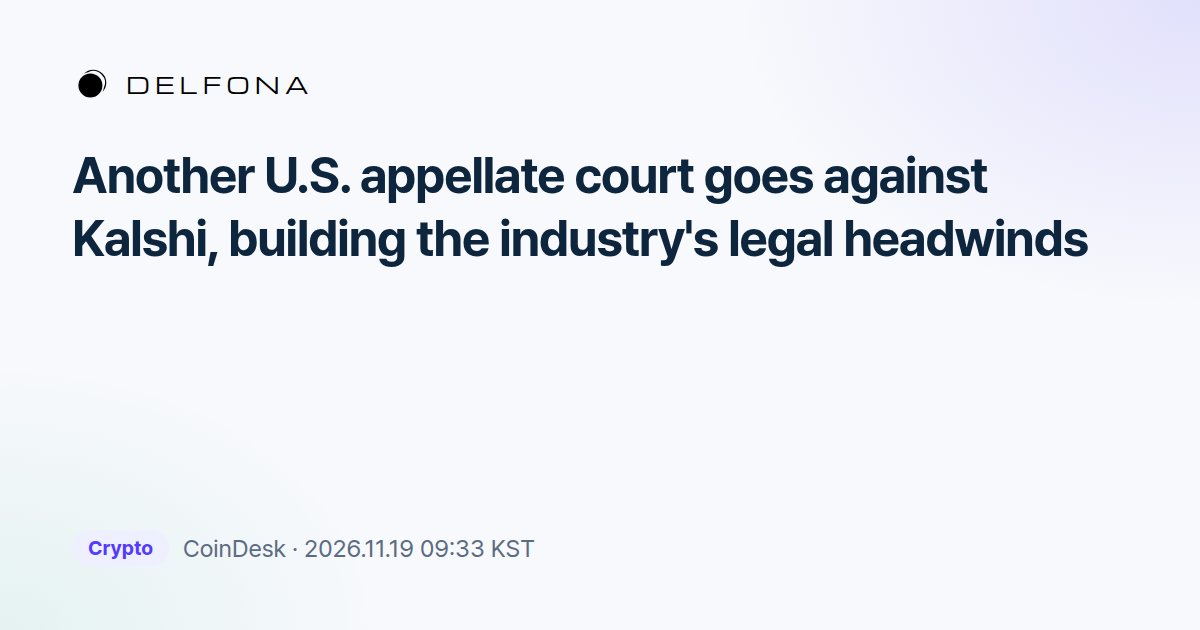 DELFONA
Another U.S. appellate court goes against
Kalshi, building the industry's legal headwinds
Crypto CoinDesk · 2026.11.19 09:33 KST